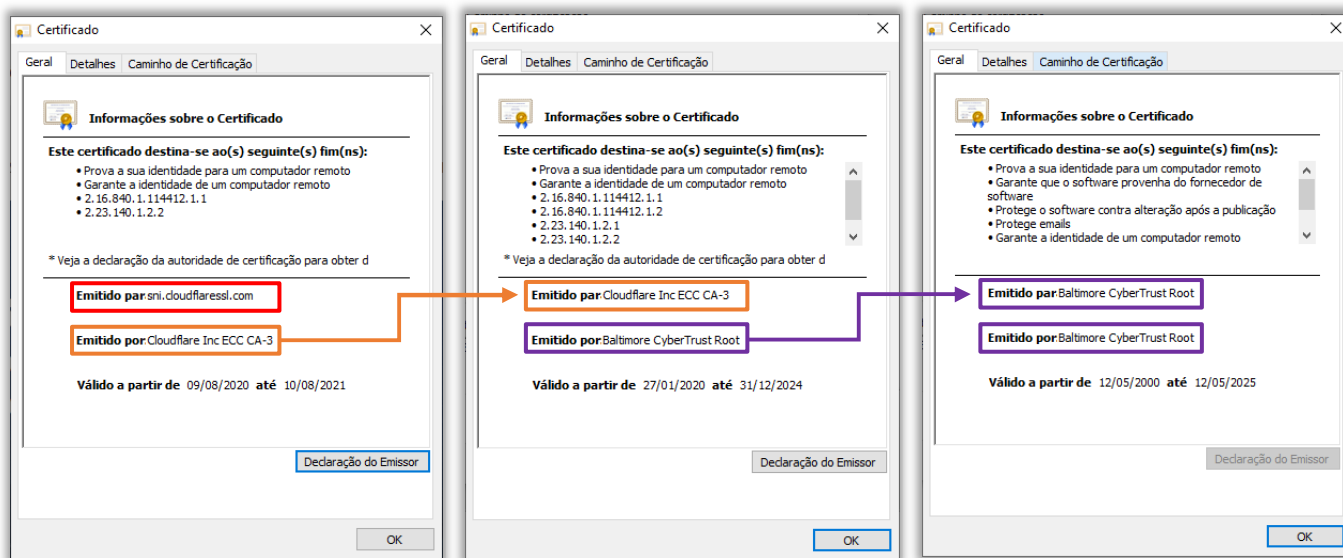 Certificado
Geral Detalhes Caminho de Certificação
Informações sobre o Certificado
Este certificado destina-se ao(s) seguinte(s) fim(ns):
• Prova a sua identidade para um computador remoto
• Garante a identidade de um computador remoto
• 2.16.840.1.114412.1.1
• 2.23.140.1.2.2
* Veja a declaração da autoridade de certificação para obter d
Emitido par sni.cloudflaressl.com
Emitido por Cloudflare Inc ECC CA-3
Válido a partir de 09/08/2020 até 10/08/2021
Declaração do Emissor
OK
Certificado
Geral Detalhes Caminho de Certificação
Informações sobre o Certificado
Este certificado destina-se ao(s) seguinte(s) fim(ns):
• Prova a sua identidade para um computador remoto
• Garante a identidade de um computador remoto
• 2.16.840.1.114412.1.1
• 2.16.840.1.114412.1.2
• 2.23.140.1.2.1
• 2.23.140.1.2.2
* Veja a declaração da autoridade de certificação para obter d
Emitido par Cloudflare Inc ECC CA-3
Emitido por Baltimore CyberTrust Root
Válido a partir de 27/01/2020 até 31/12/2024
Declaração do Emissor
OK
Certificado
Geral Detalhes Caminho de Certificação
Informações sobre o Certificado
Este certificado destina-se ao(s) seguinte(s) fim(ns):
• Prova a sua identidade para um computador remoto
• Garante que o software provenha do fornecedor de
software
• Protege o software contra alteração após a publicação
• Protege emails
• Garante a identidade de um computador remoto
Emitido par Baltimore CyberTrust Root
Emitido por Baltimore CyberTrust Root
Válido a partir de 12/05/2000 até 12/05/2025
Declaração do Emissor
OK